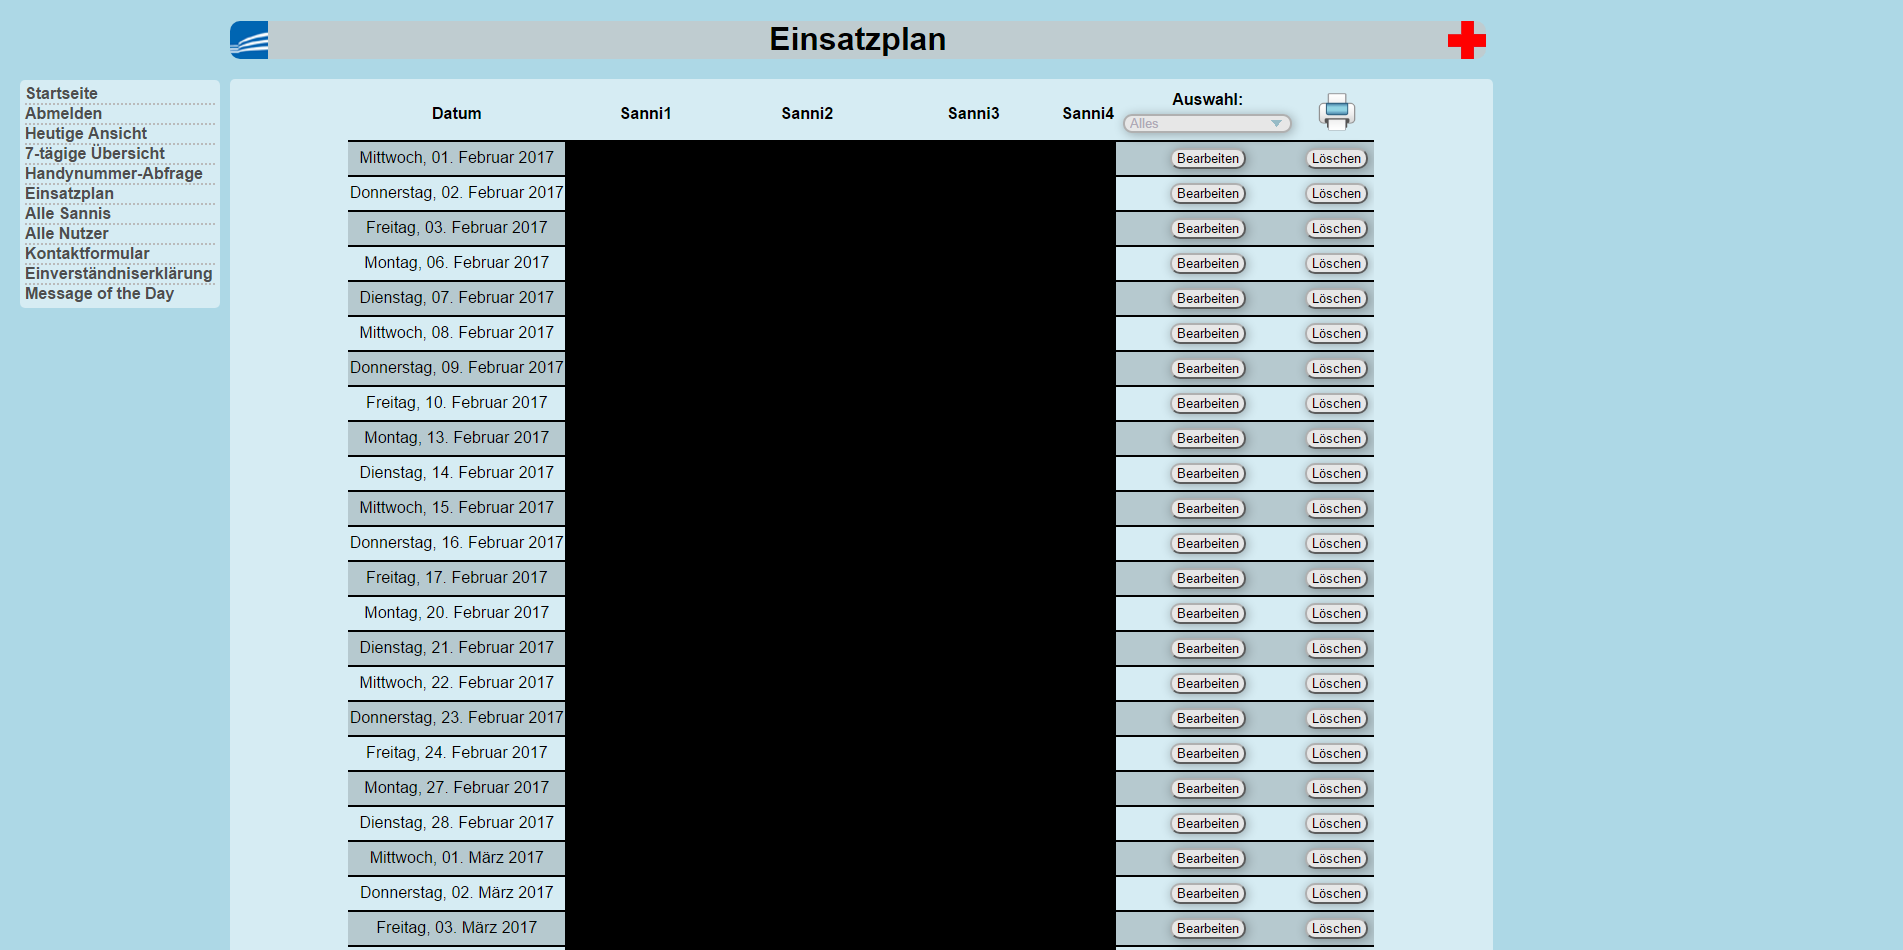 Einsatzplan
Startseite
Abmelden
Heutige Ansicht
7-tägige Übersicht
Handynummer-Abfrage
Einsatzplan
Alle Sannis
Alle Nutzer
Kontaktformular
Einverständniserklärung
Message of the Day
Datum Sanni1 Sanni2 Sanni3 Sanni4 Auswahl:
Alles
Mittwoch, 01. Februar 2017 Bearbeiten Löschen
Donnerstag, 02. Februar 2017 Bearbeiten Löschen
Freitag, 03. Februar 2017 Bearbeiten Löschen
Montag, 06. Februar 2017 Bearbeiten Löschen
Dienstag, 07. Februar 2017 Bearbeiten Löschen
Mittwoch, 08. Februar 2017 Bearbeiten Löschen
Donnerstag, 09. Februar 2017 Bearbeiten Löschen
Freitag, 10. Februar 2017 Bearbeiten Löschen
Montag, 13. Februar 2017 Bearbeiten Löschen
Dienstag, 14. Februar 2017 Bearbeiten Löschen
Mittwoch, 15. Februar 2017 Bearbeiten Löschen
Donnerstag, 16. Februar 2017 Bearbeiten Löschen
Freitag, 17. Februar 2017 Bearbeiten Löschen
Montag, 20. Februar 2017 Bearbeiten Löschen
Dienstag, 21. Februar 2017 Bearbeiten Löschen
Mittwoch, 22. Februar 2017 Bearbeiten Löschen
Donnerstag, 23. Februar 2017 Bearbeiten Löschen
Freitag, 24. Februar 2017 Bearbeiten Löschen
Montag, 27. Februar 2017 Bearbeiten Löschen
Dienstag, 28. Februar 2017 Bearbeiten Löschen
Mittwoch, 01. März 2017 Bearbeiten Löschen
Donnerstag, 02. März 2017 Bearbeiten Löschen
Freitag, 03. März 2017 Bearbeiten Löschen